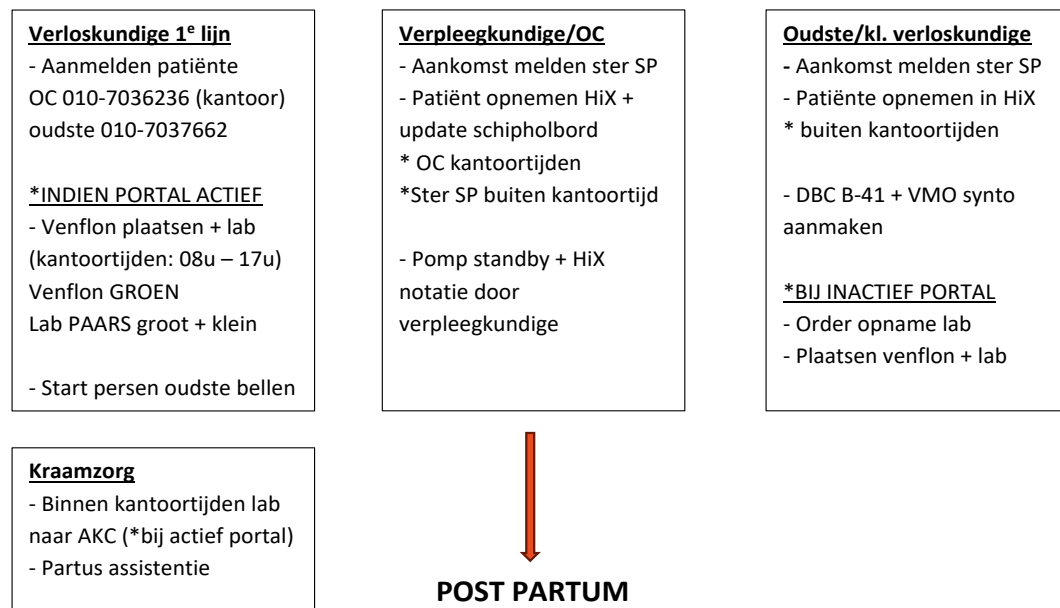 Verloskundige 1e lijn
- Aanmelden patiënte
OC 010-7036236 (kantoor)
oudste 010-7037662
*INDIEN PORTAL ACTIEF
- Venflon plaatsen + lab
(kantoortijden: 08u – 17u)
Venflon GROEN
Lab PAARS groot + klein
- Start persen oudste bellen
Verpleegkundige/OC
- Aankomst melden ster SP
- Patiënt opnemen HiX +
update schipholbord
* OC kantoortijden
*Ster SP buiten kantoortijd
- Pomp standby + HiX
notatie door
verpleegkundige
Oudste/kl. verloskundige
- Aankomst melden ster SP
- Patiënte opnemen in HiX
* buiten kantoortijden
- DBC B-41 + VMO synto
aanmaken
*BIJ INACTIEF PORTAL
- Order opname lab
- Plaatsen venflon + lab
Kraamzorg
- Binnen kantoortijden lab
naar AKC (*bij actief portal)
- Partus assistentie
POST PARTUM